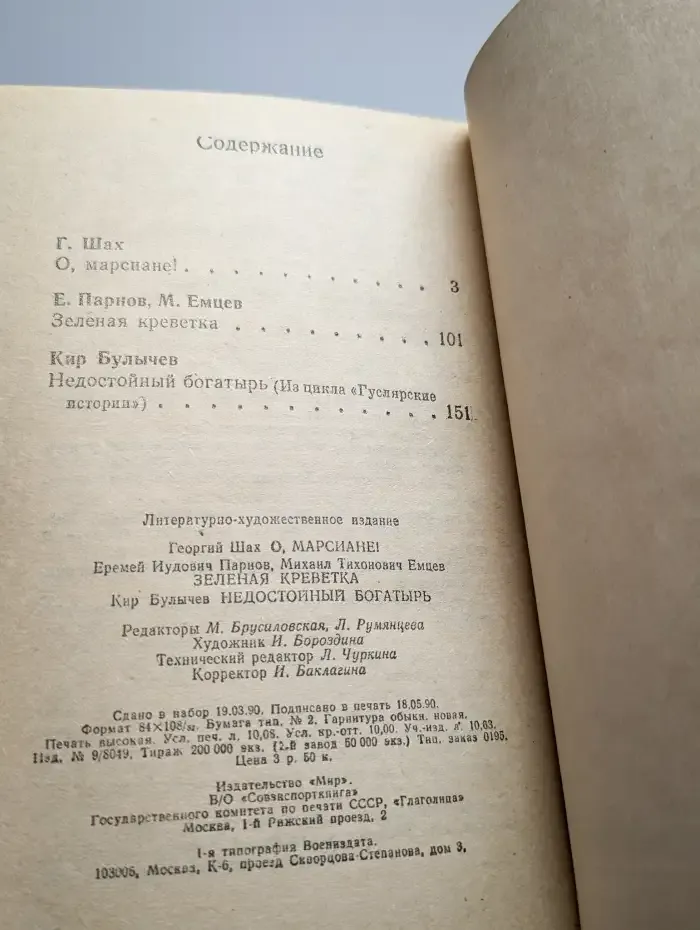 Содержание
Г. Шах
О, марсиане! . . . . . . . . . . . 3
Е. Парнов, М. Емцев
Зеленая креветка . . . . . . . . . 101
Кир Булычев
Недостойный богатырь (Из цикла «Гуслярские
истории») . . . . . . . . . . . . 151
Литературно-художественное издание
Георгий Шах О, МАРСИАНЕ!
Еремей Иудович Парнов, Михаил Тихонович Емцев
ЗЕЛЕНАЯ КРЕВЕТКА
Кир Булычев НЕДОСТОЙНЫЙ БОГАТЫРЬ
Редакторы М. Брусиловская, Л. Румянцева
Художник И. Бороздина
Технический редактор Л. Чуркина
Корректор И. Баклагина
Сдано в набор 19.03.90. Подписано в печать 18.05.90.
Формат 84×108/32. Бумага тип. № 2. Гарнитура обыкн. новая.
Печать высокая. Усл. печ. л. 10,08. Усл. кр.-отт. 10,00. Уч.-изд. л. 10,63.
Изд. № 9/8049. Тираж 200 000 экз. (2-й завод 50 000 экз.) Тип. заказ 0195.
Цена 3 р. 50 к.
Издательство «Мир».
В/О «Совэкспорткнига»
Государственного комитета по печати СССР, «Глаголица»
Москва, 1-й Рижский проезд, 2
1-я типография Воениздата.
103006, Москва, К-6, проезд Скворцова-Степанова, дом 3.